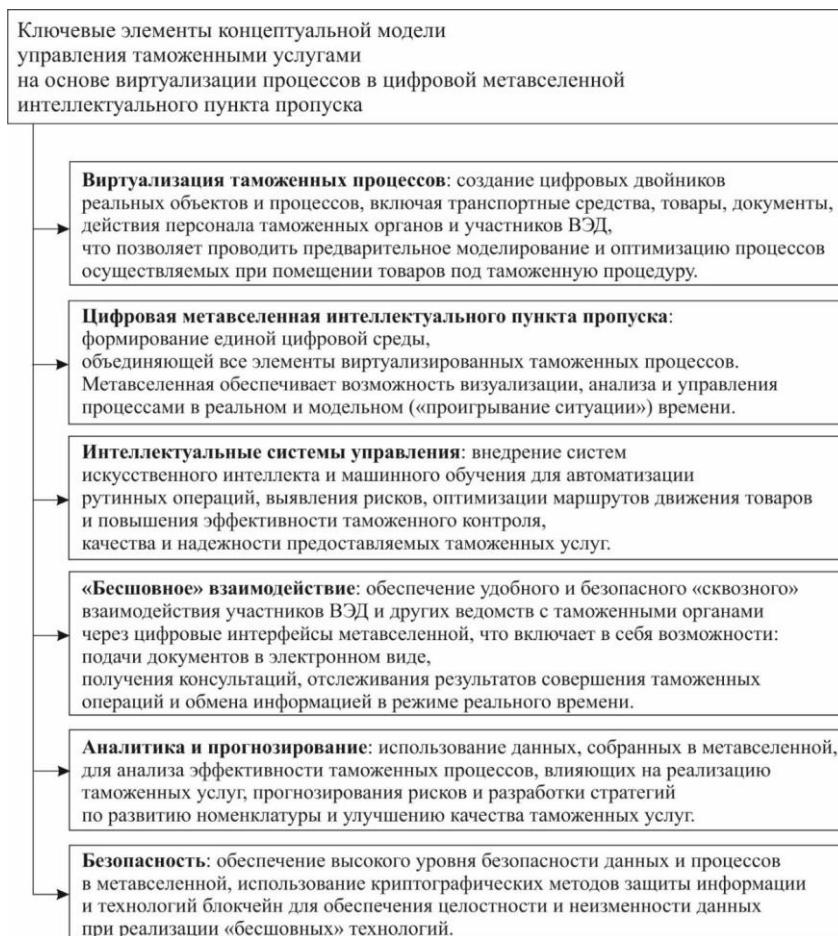 Ключевые элементы концептуальной модели
управления таможенными услугами
на основе виртуализации процессов в цифровой метавселенной
интеллектуального пункта пропуска
Виртуализация таможенных процессов: создание цифровых двойников
реальных объектов и процессов, включая транспортные средства, товары, документы,
действия персонала таможенных органов и участников ВЭД,
что позволяет проводить предварительное моделирование и оптимизацию процессов
осуществляемых при помещении товаров под таможенную процедуру.
Цифровая метавселенная интеллектуального пункта пропуска:
формирование единой цифровой среды,
объединяющей все элементы виртуализированных таможенных процессов.
Метавселенная обеспечивает возможность визуализации, анализа и управления
процессами в реальном и модельном («проигрывание ситуации») времени.
Интеллектуальные системы управления: внедрение систем
искусственного интеллекта и машинного обучения для автоматизации
рутинных операций, выявления рисков, оптимизации маршрутов движения товаров
и повышения эффективности таможенного контроля,
качества и надежности предоставляемых таможенных услуг.
«Бесшовное» взаимодействие: обеспечение удобного и безопасного «сквозного»
взаимодействия участников ВЭД и других ведомств с таможенными органами
через цифровые интерфейсы метавселенной, что включает в себя возможности:
подачи документов в электронном виде,
получения консультаций, отслеживания результатов совершения таможенных
операций и обмена информацией в режиме реального времени.
Аналитика и прогнозирование: использование данных, собранных в метавселенной,
для анализа эффективности таможенных процессов, влияющих на реализацию
таможенных услуг, прогнозирования рисков и разработки стратегий
по развитию номенклатуры и улучшению качества таможенных услуг.
Безопасность: обеспечение высокого уровня безопасности данных и процессов
в метавселенной, использование криптографических методов защиты информации
и технологий блокчейн для обеспечения целостности и неизменности данных
при реализации «бесшовных» технологий.